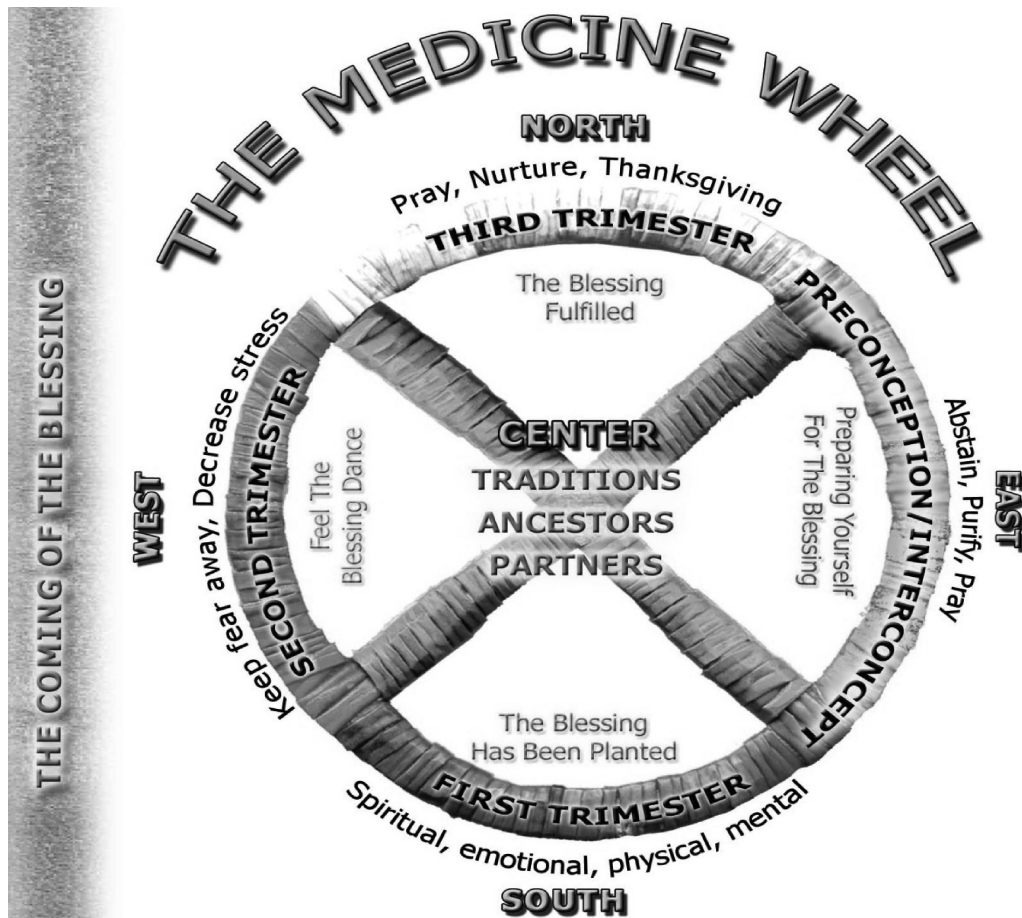 THE COMING OF THE BLESSING
THE MEDICINE WHEEL
NORTH
Pray, Nurture, Thanksgiving
THIRD TRIMESTER
The Blessing
Fulfilled
PRECONCEPTION/INTERCONCEPT
Preparing Yourself
For The Blessing
Abstain, Purify, Pray
EAST
CENTER
TRADITIONS
ANCESTORS
PARTNERS
WEST
Keep fear away, Decrease stress
SECOND TRIMESTER
Feel The
Blessing Dance
The Blessing
Has Been Planted
FIRST TRIMESTER
Spiritual, emotional, physical, mental
SOUTH